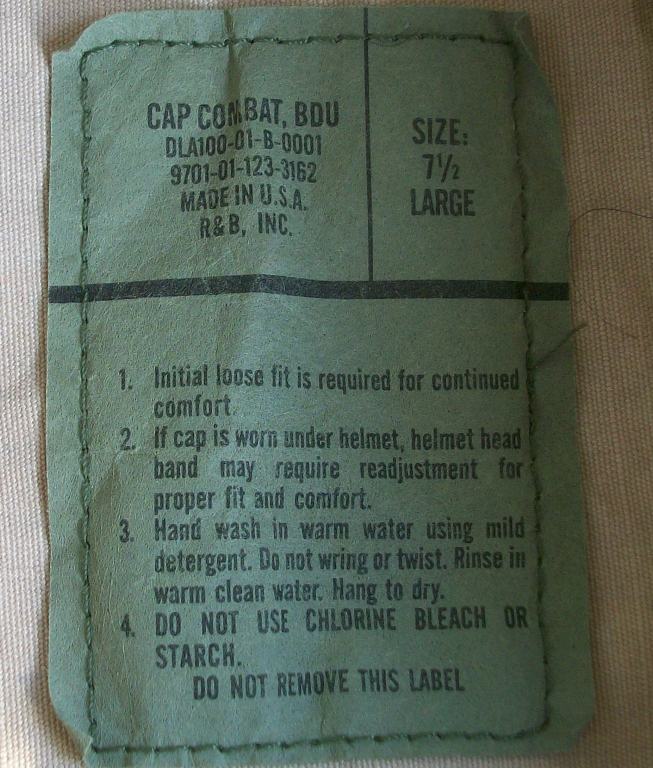 CAP COMBAT, BDU
DLA100-01-B-0001
9701-01-123-3162
MADE IN U.S.A.
R&B, INC.
SIZE:
7½
LARGE
1. Initial loose fit is required for continued
comfort.
2. If cap is worn under helmet, helmet head
band may require readjustment for
proper fit and comfort.
3. Hand wash in warm water using mild
detergent. Do not wring or twist. Rinse in
warm clean water. Hang to dry.
4. DO NOT USE CHLORINE BLEACH OR
STARCH.
DO NOT REMOVE THIS LABEL